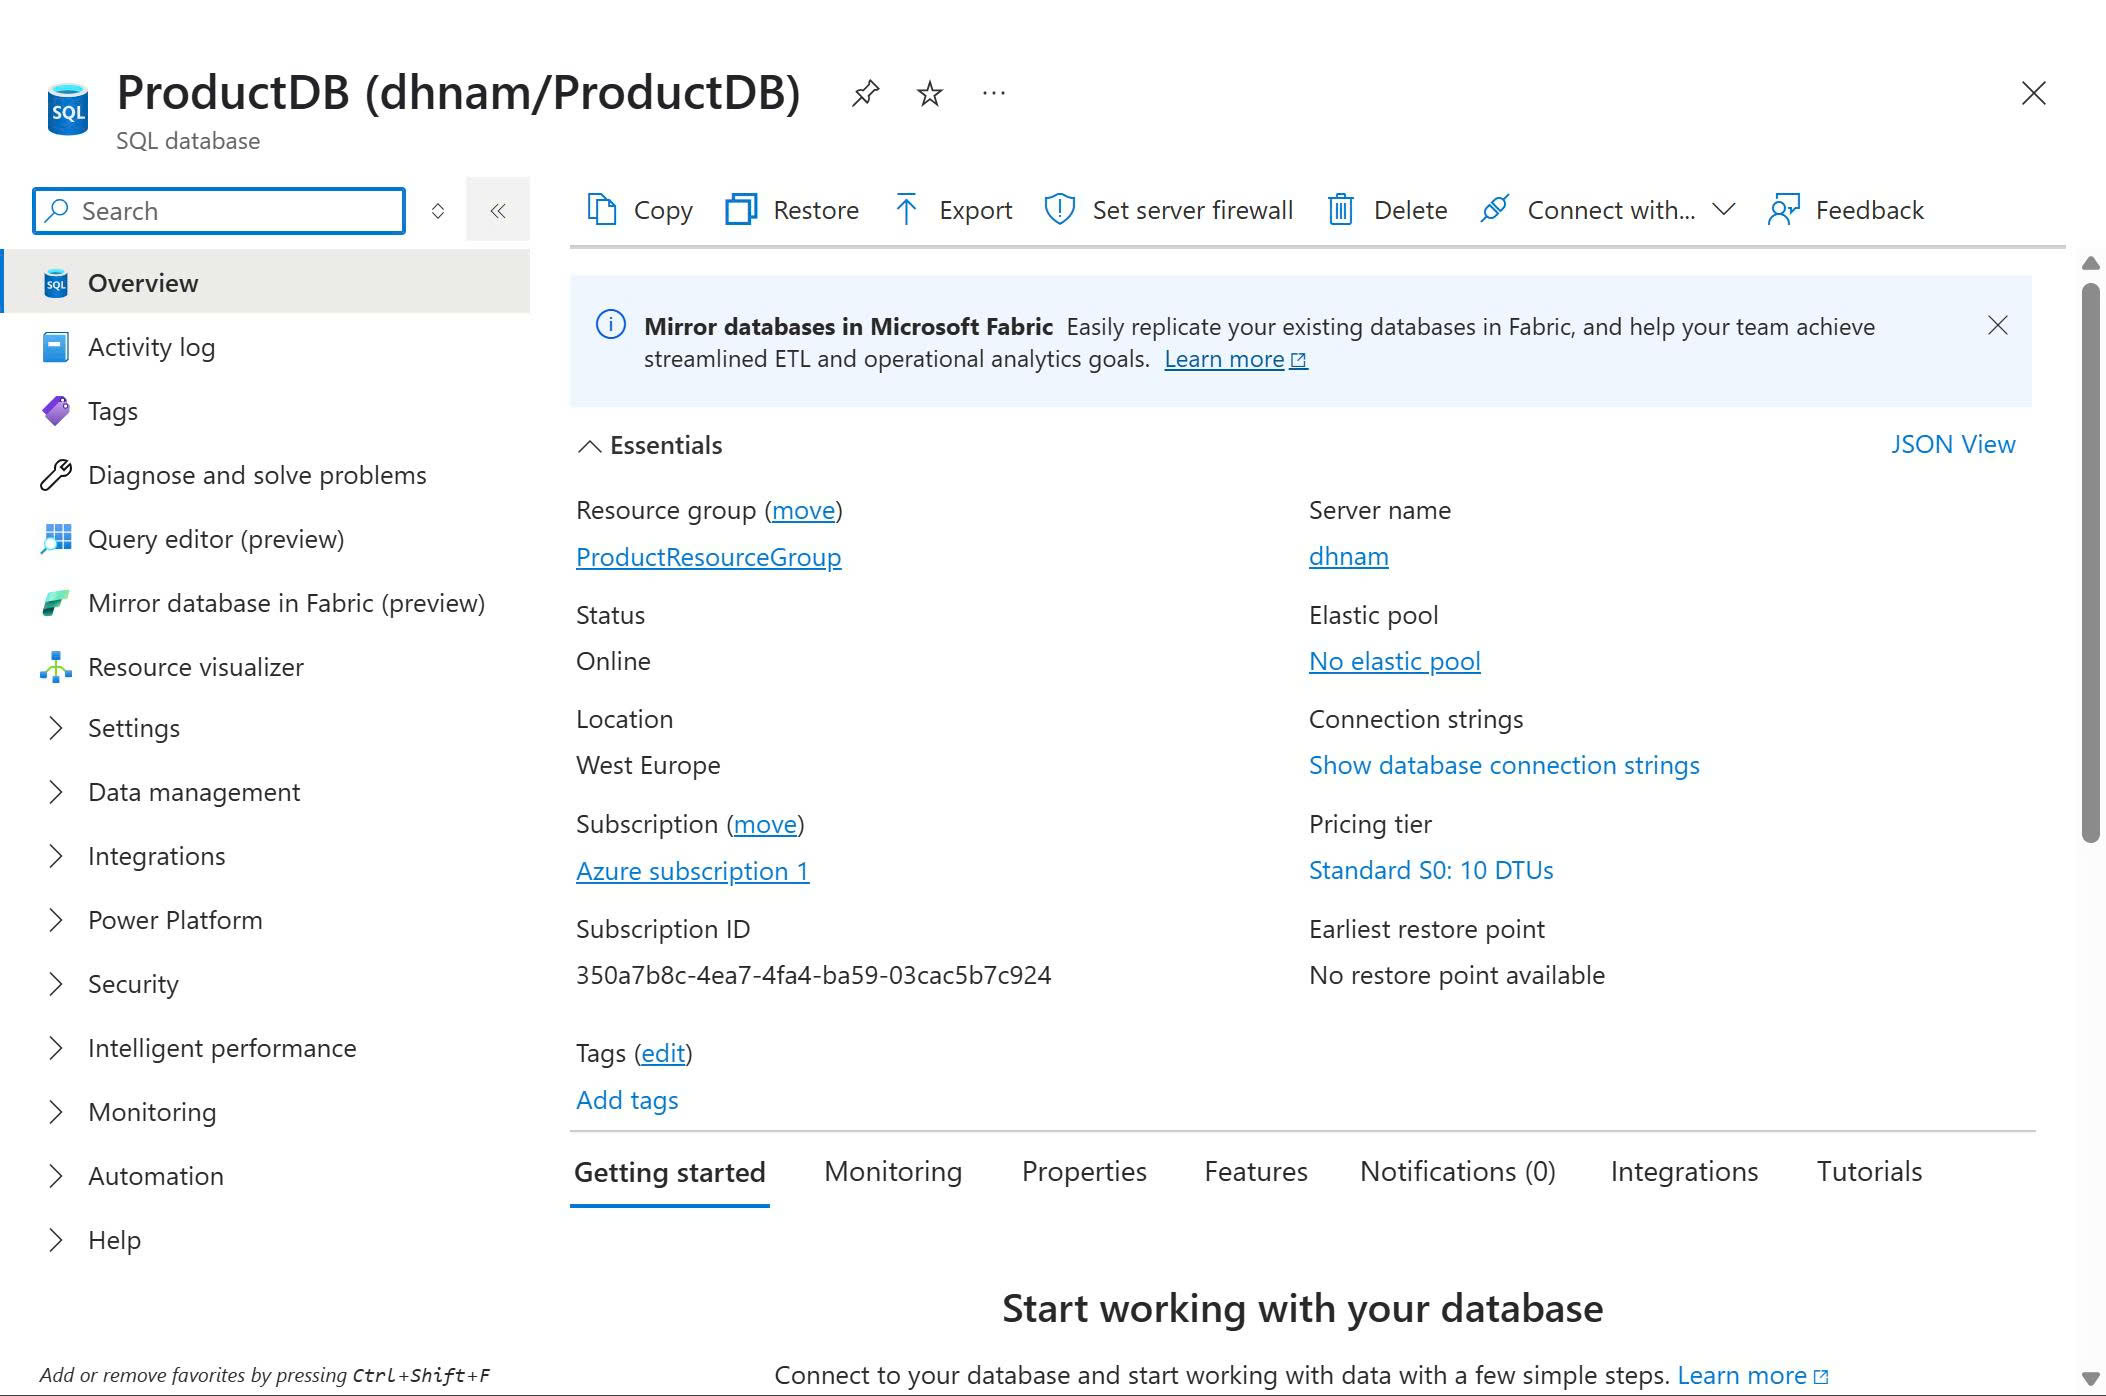 ProductDB (dhnam/ProductDB)
SQL
SQL database
Search
Copy
Restore
Export
Set server firewall
Delete
Connect with...
Feedback
SQL
Overview
Activity log
Tags
Diagnose and solve problems
Query editor (preview)
Mirror database in Fabric (preview)
Resource visualizer
Settings
Data management
Integrations
Power Platform
Security
Intelligent performance
Monitoring
Automation
Help
Add or remove favorites by pressing Ctrl+Shift+F
Mirror databases in Microsoft Fabric Easily replicate your existing databases in Fabric, and help your team achieve
streamlined ETL and operational analytics goals. Learn more
Essentials
JSON View
Resource group (move)
ProductResourceGroup
Status
Online
Location
West Europe
Subscription (move)
Azure subscription 1
Subscription ID
350a7b8c-4ea7-4fa4-ba59-03cac5b7c924
Server name
dhnam
Elastic pool
No elastic pool
Connection strings
Show database connection strings
Pricing tier
Standard S0: 10 DTUs
Earliest restore point
No restore point available
Tags (edit)
Add tags
Getting started
Monitoring
Properties
Features
Notifications (0)
Integrations
Tutorials
Start working with your database
Connect to your database and start working with data with a few simple steps. Learn more